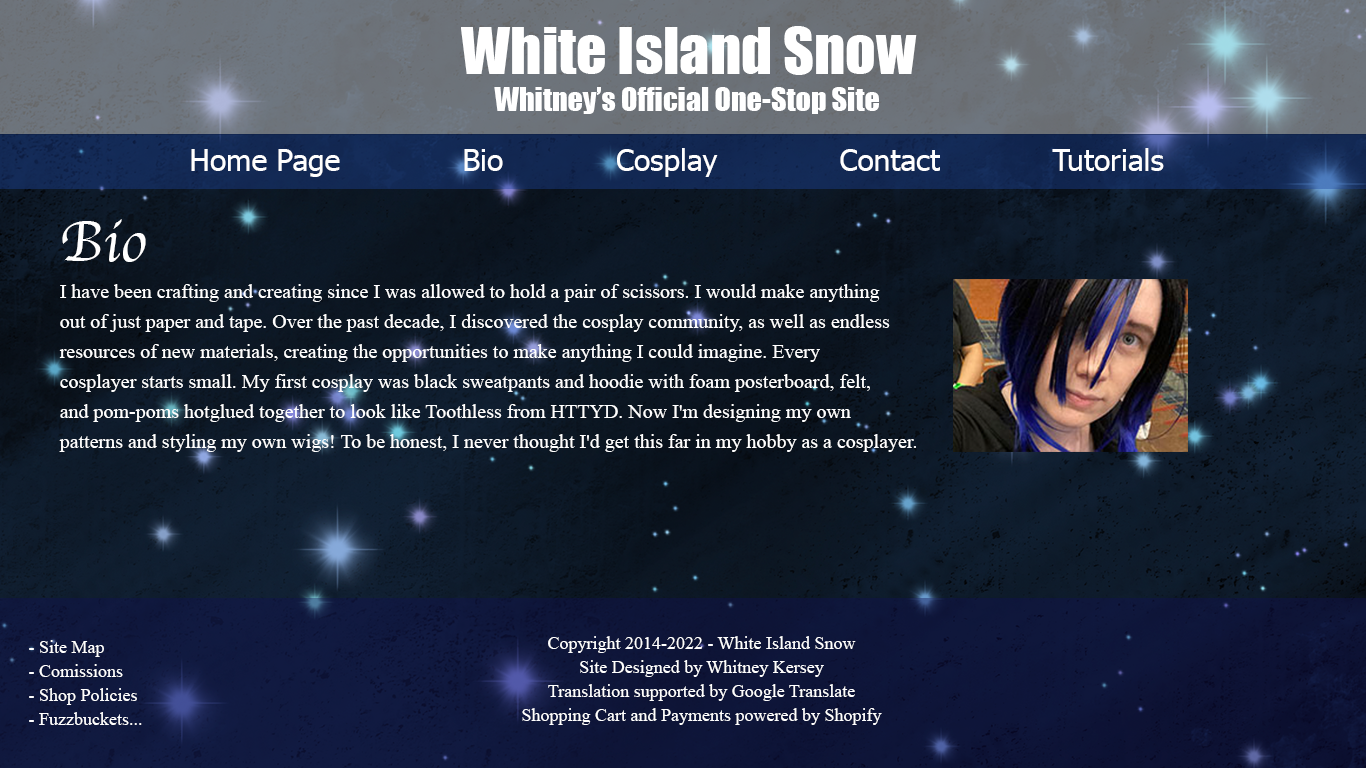 White Island Snow
Whitney’s Official One-Stop Site
Home Page Bio Cosplay Contact Tutorials
Bio
I have been crafting and creating since I was allowed to hold a pair of scissors. I would make anything
out of just paper and tape. Over the past decade, I discovered the cosplay community, as well as endless
resources of new materials, creating the opportunities to make anything I could imagine. Every
cosplayer starts small. My first cosplay was black sweatpants and hoodie with foam posterboard, felt,
and pom-poms hotglued together to look like Toothless from HTTYD. Now I'm designing my own
patterns and styling my own wigs! To be honest, I never thought I'd get this far in my hobby as a cosplayer.
- Site Map
- Comissions
- Shop Policies
- Fuzzbuckets...
Copyright 2014-2022 - White Island Snow
Site Designed by Whitney Kersey
Translation supported by Google Translate
Shopping Cart and Payments powered by Shopify